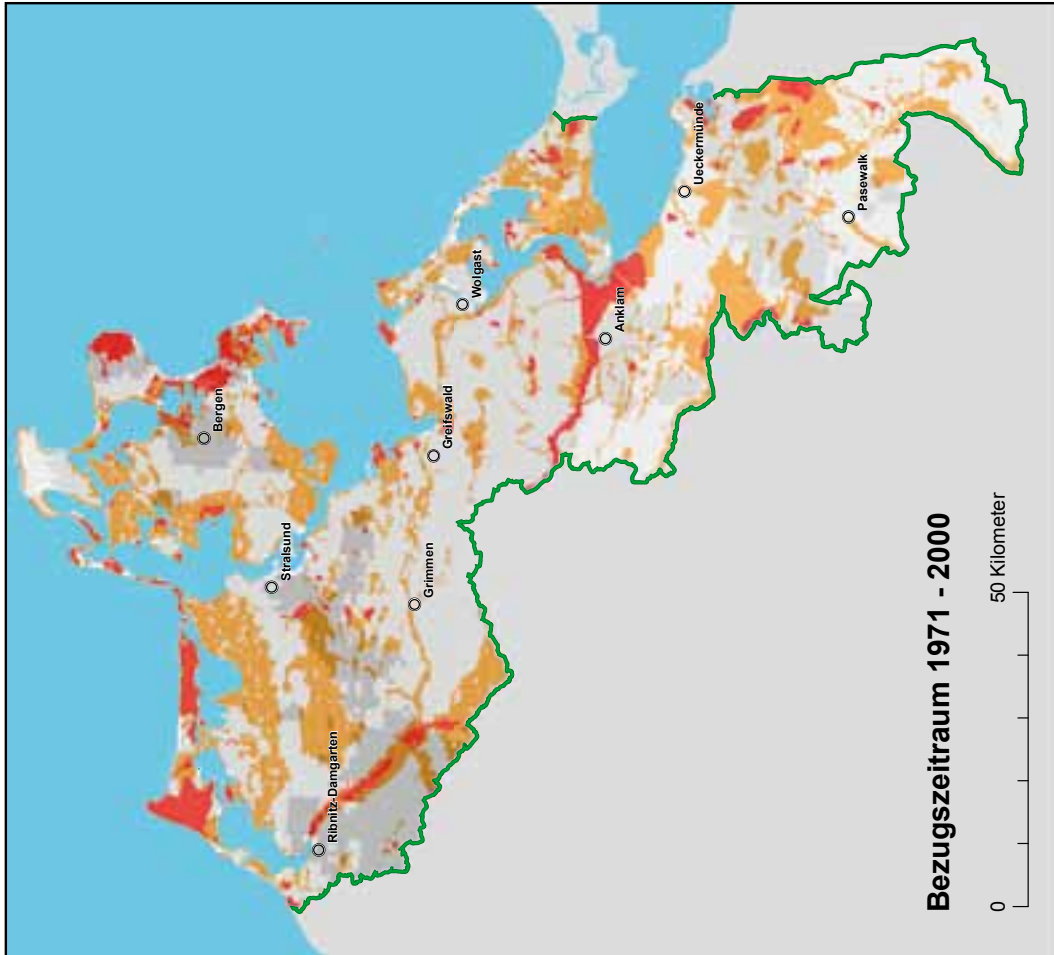 Bergen
Stralsund
Ribnitz-Damgarten
Grimmen
Greifswald
Wolgast
Anklam
Ueckermünde
Pasewalk
Bezugszeitraum 1971 - 2000
0 50 Kilometer